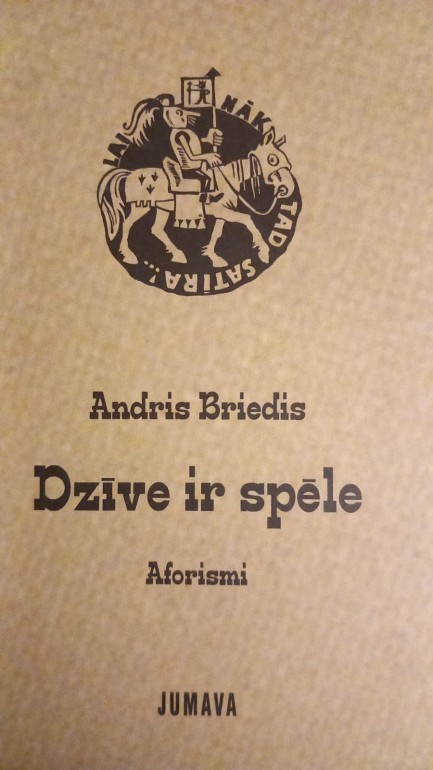 LAI NĀK TAD SATĪRA!..
Andris Briedis
Dzīve ir spēle
Aforismi
JUMAVA